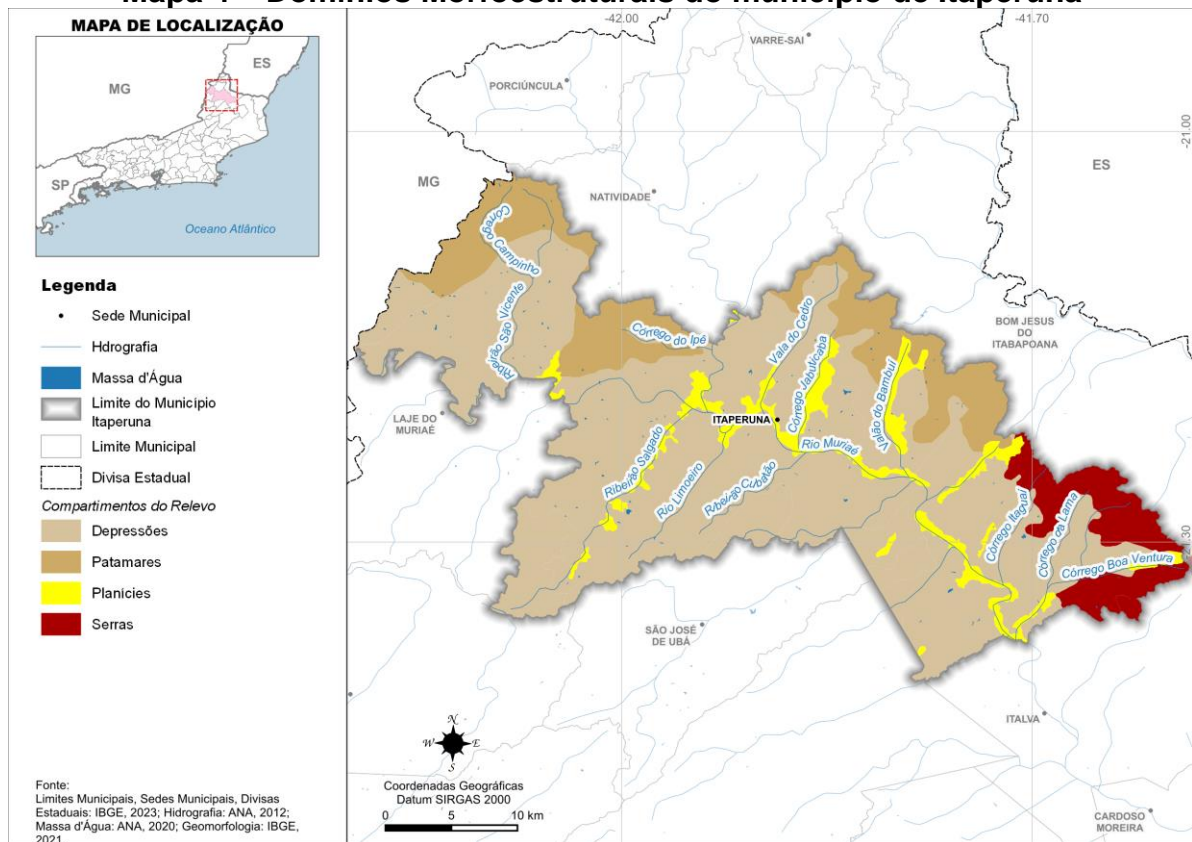 Mapa 4 – Domínios Morfoestruturais do município de Itaperuna
MAPA DE LOCALIZAÇÃO
MG
ES
SP
Oceano Atlântico
Legenda
Sede Municipal
Hdrografia
Massa d'Água
Limite do Município
Itaperuna
Limite Municipal
Divisa Estadual
Compartimentos do Relevo
Depressões
Patamares
Planicies
Serras
Fonte:
Limites Municipais, Sedes Municipais, Divisas
Estaduais: IBGE, 2023; Hidrografia: ANA, 2012;
Massa d'Água: ANA, 2020; Geomorfologia: IBGE,
2021
-42.00
-41.70
-21.00
VARRE-SAI
PORCIÚNCULA
MG
NATIVIDADE
ES
Córrego Campinho
Ribeirão São Vicente
Córrego do Ipê
Vala do Cedro
Córrego Jabuticaba
Valão do Bambuí
BOM JESUS
DO
ITABAPOANA
LAJE DO
MURIAÉ
ITAPERUNA
Rio Muriaé
Ribeirão Salgado
Rio Limoeiro
Ribeirão Cubatão
Córrego Itaguaí
Córrego da Lama
.30
Córrego Boa Ventura
SÃO JOSÉ
DE UBÁ
ITALVA
N
W
E
S
Coordenadas Geográficas
Datum SIRGAS 2000
0 5 10 km
CARDOSO
MOREIRA